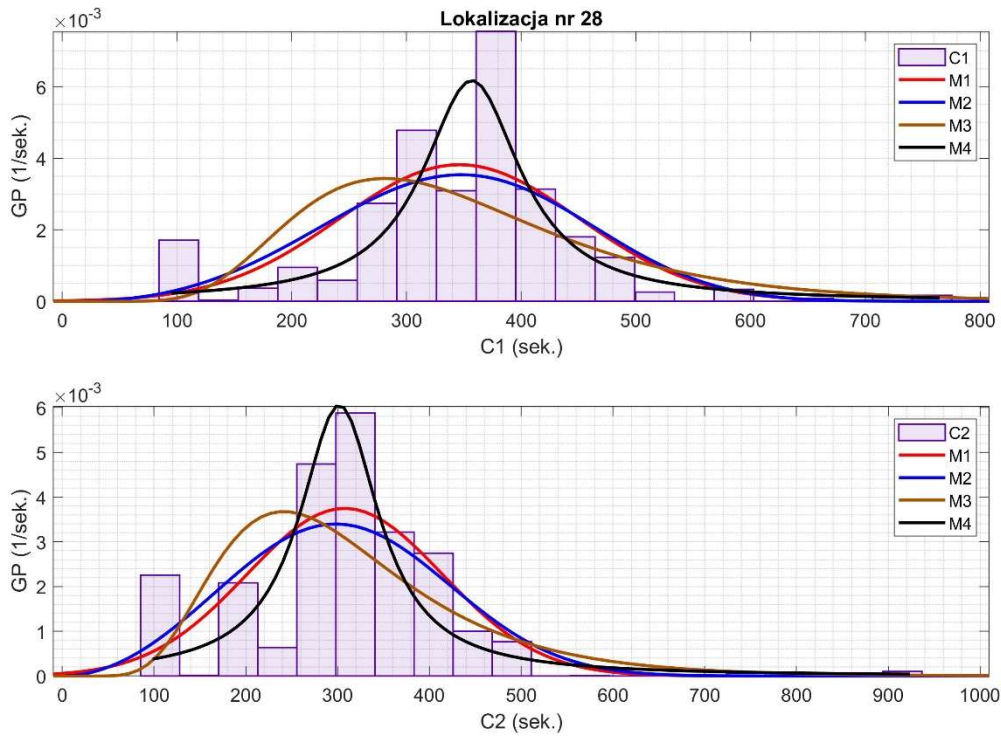 Lokalizacja nr 28
×10⁻³
GP (1/sek.)
6
4
2
0
0 100 200 300 400 500 600 700 800
C1 (sek.)
C1
M1
M2
M3
M4
×10⁻³
GP (1/sek.)
6
5
4
3
2
1
0
0 100 200 300 400 500 600 700 800 900 1000
C2 (sek.)
C2
M1
M2
M3
M4